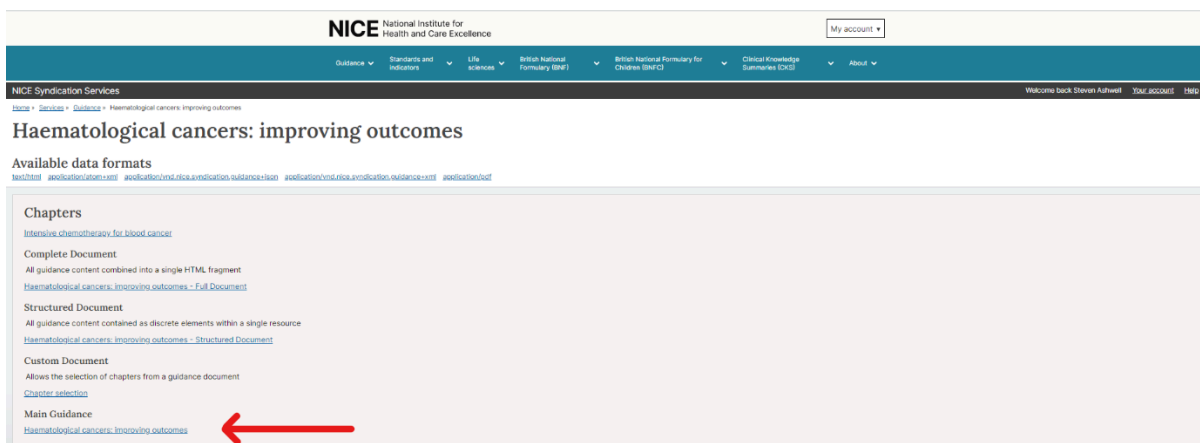 NICE National Institute for
Health and Care Excellence
My account ▾
Guidance
Standards and
indicators
Life
sciences
British National
Formulary (BNF)
British National Formulary for
Children (BNFC)
Clinical Knowledge
Summaries (CKS)
About
NICE Syndication Services
Welcome back Steven Ashwell Your account Help
Home » Services » Guidance » Haematological cancers: improving outcomes
Haematological cancers: improving outcomes
Available data formats
text/html application/atom+xml application/vnd.nice.syndication.guidance+json application/vnd.nice.syndication.guidance+xml application/pdf
Chapters
Intensive chemotherapy for blood cancer
Complete Document
All guidance content combined into a single HTML fragment
Haematological cancers: improving outcomes - Full Document
Structured Document
All guidance content contained as discrete elements within a single resource
Haematological cancers: improving outcomes - Structured Document
Custom Document
Allows the selection of chapters from a guidance document
Chapter selection
Main Guidance
Haematological cancers: improving outcomes